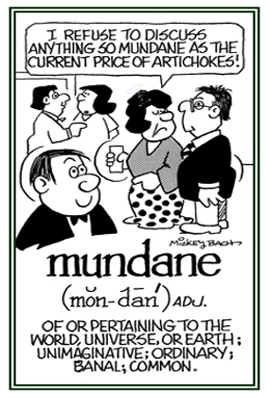 I REFUSE TO DISCUSS
ANYTHING SO MUNDANE AS THE
CURRENT PRICE OF ARTICHOKES!
MICKEY BACH
mundane
(mŏn-dān′) ADJ.
OF OR PERTAINING TO THE
WORLD, UNIVERSE, OR EARTH;
UNIMAGINATIVE; ORDINARY;
BANAL; COMMON.